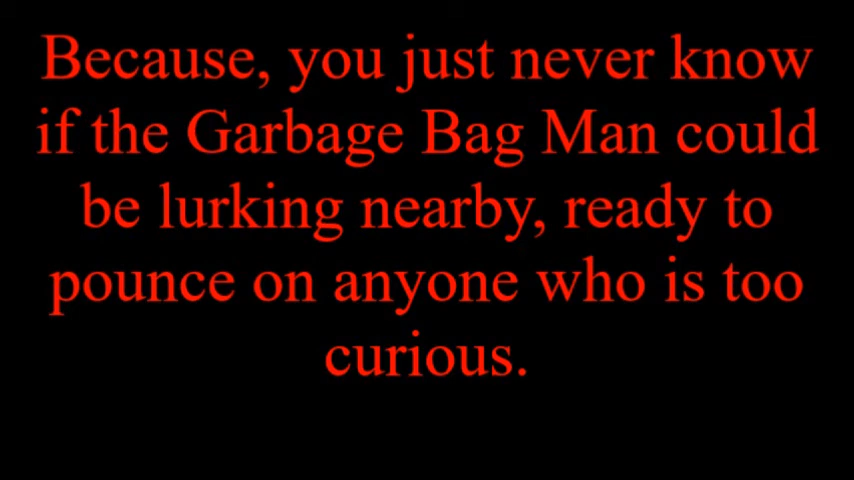 Because, you just never know
if the Garbage Bag Man could
be lurking nearby, ready to
pounce on anyone who is too
curious.